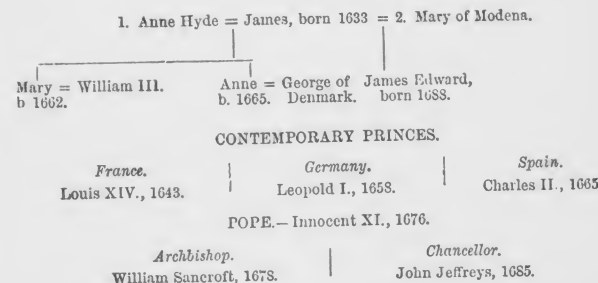 1. Anne Hyde = James, born 1633 = 2. Mary of Modena.
Mary = William III. Anne = George of James Edward,
b 1662. b. 1665. Denmark. born 1688.
CONTEMPORARY PRINCES.
France. Germany. Spain.
Louis XIV., 1643. Leopold I., 1658. Charles II., 1665
POPE.—Innocent XI., 1676.
Archbishop. Chancellor.
William Sancroft, 1678. John Jeffreys, 1685.